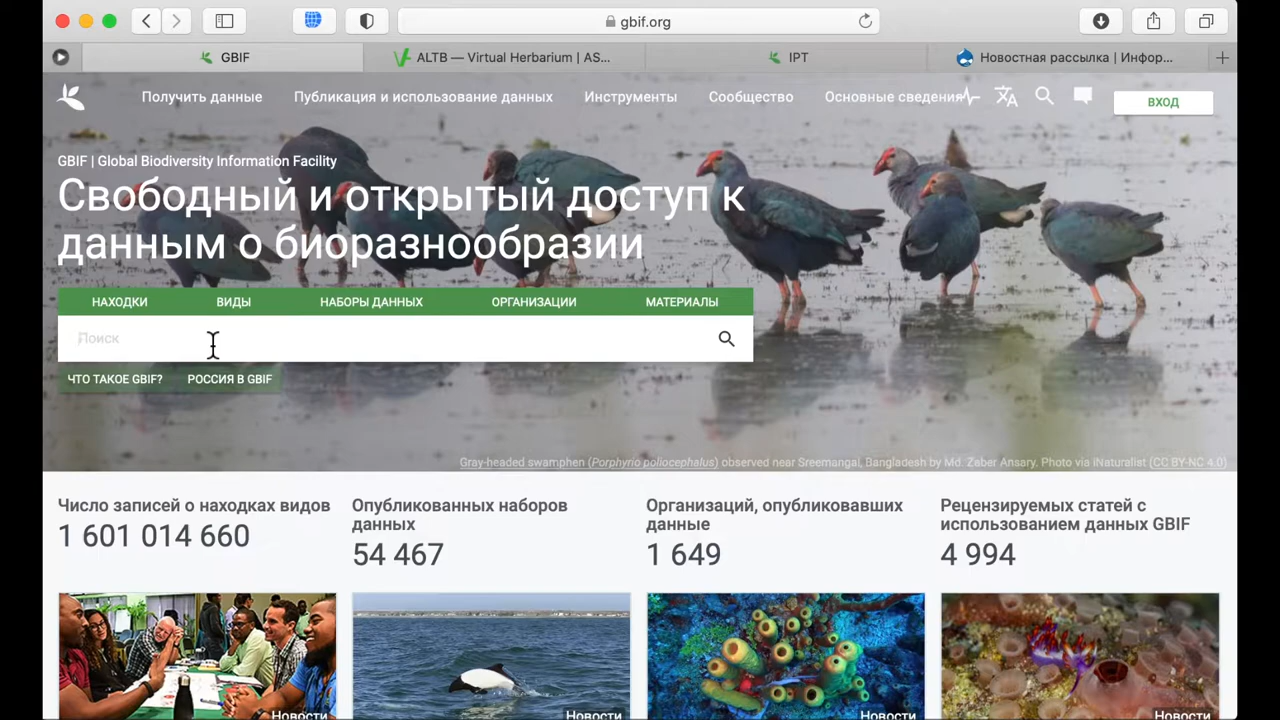 gbif.org
GBIF
ALTB — Virtual Herbarium | AS...
IPT
Новостная рассылка | Инфор...
Получить данные
Публикация и использование данных
Инструменты
Сообщество
Основные сведения
ВХОД
GBIF | Global Biodiversity Information Facility
Свободный и открытый доступ к
данным о биоразнообразии
НАХОДКИ
ВИДЫ
НАБОРЫ ДАННЫХ
ОРГАНИЗАЦИИ
МАТЕРИАЛЫ
Поиск
ЧТО ТАКОЕ GBIF?
РОССИЯ В GBIF
Gray-headed swamphen (Porphyrio poliocephalus) observed near Sreemangal, Bangladesh by Md. Zaber Ansary. Photo via iNaturalist (CC BY-NC 4.0)
Число записей о находках видов
1 601 014 660
Опубликованных наборов
данных
54 467
Организаций, опубликовавших
данные
1 649
Рецензируемых статей с
использованием данных GBIF
4 994
Новости
Новости
Новости
Новости